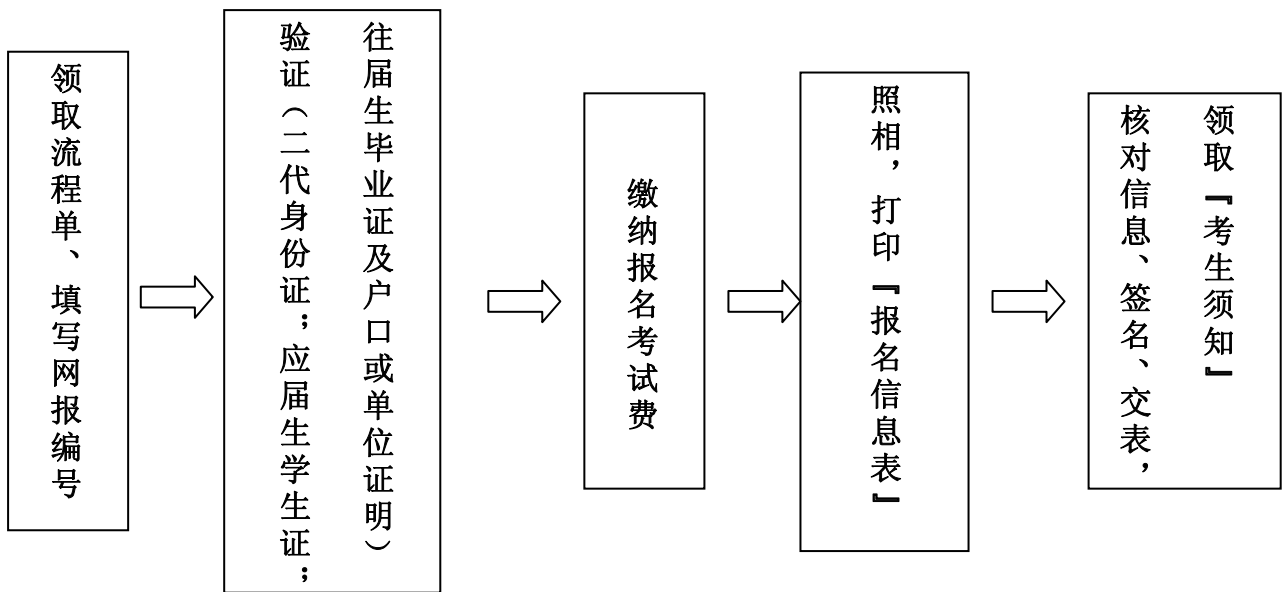 领取流程单、填写网报编号
验证（二代身份证；应届生学生证；
往届生毕业证及户口或单位证明）
缴纳报名考试费
照相，打印『报名信息表』
核对信息、签名、交表，
领取『考生须知』